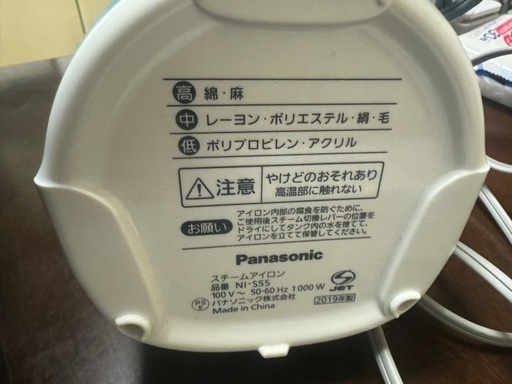 高 綿・麻
中 レーヨン・ポリエステル・絹・毛
低 ポリプロピレン・アクリル
注意 やけどのおそれあり
高温部に触れない
お願い アイロン内部の腐食を防ぐために、
ご使用後スチーム切換レバーの位置を
ドライにしてタンク内の水を捨てて、
アイロンを立てて保管してください。
Panasonic
スチームアイロン
品番 NI-S55
100 V~ 50-60 Hz 1000 W
PS E パナソニック株式会社
Made in China
JET
2019年製